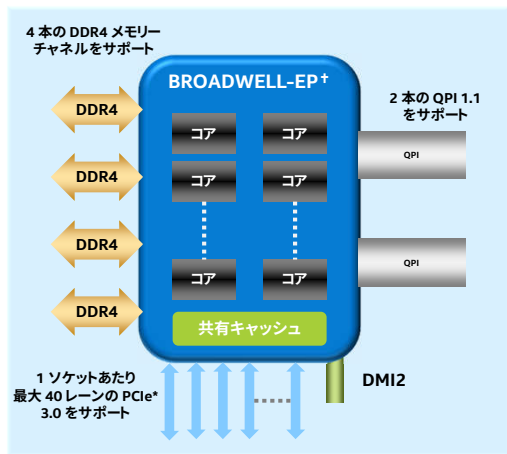 4 本の DDR4 メモリー
チャネルをサポート
BROADWELL-EP†
2 本の QPI 1.1
をサポート
DDR4
DDR4
DDR4
DDR4
コア
コア
コア
コア
コア
コア
QPI
QPI
共有キャッシュ
1 ソケットあたり
最大 40 レーンの PCIe*
3.0 をサポート
DMI2